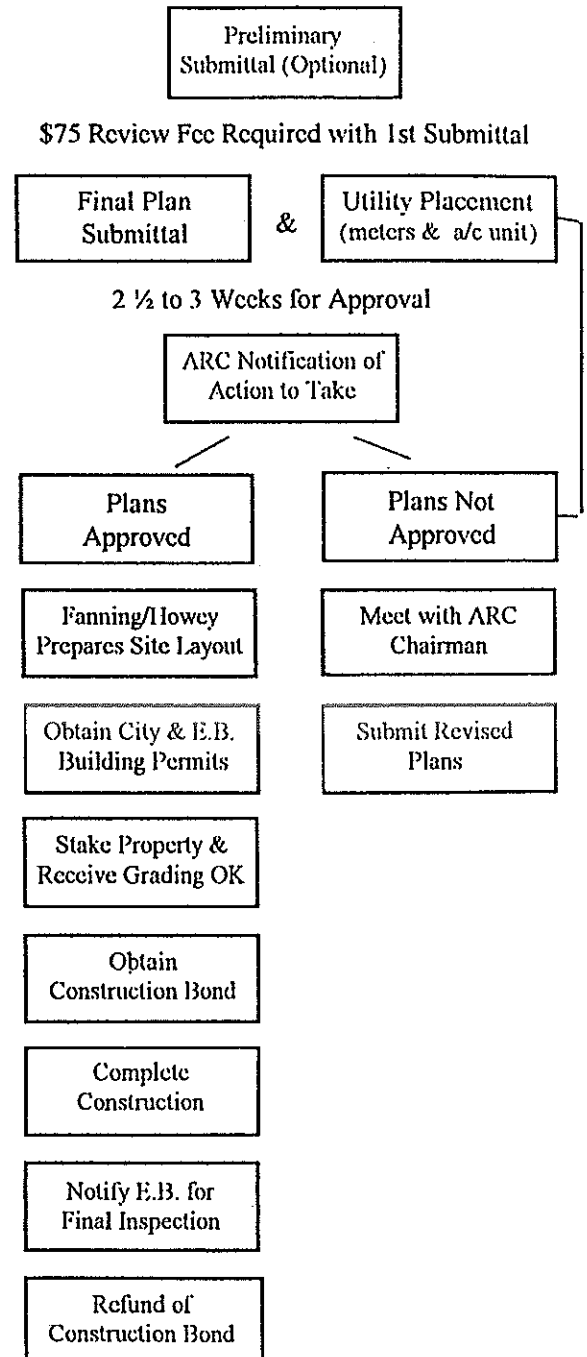 Preliminary
Submittal (Optional)
$75 Review Fee Required with 1st Submittal
Final Plan
Submittal
&
Utility Placement
(meters & a/c unit)
2 ½ to 3 Weeks for Approval
ARC Notification of
Action to Take
Plans
Approved
Plans Not
Approved
Fanning/Howey
Prepares Site Layout
Meet with ARC
Chairman
Obtain City & E.B.
Building Permits
Submit Revised
Plans
Stake Property &
Receive Grading OK
Obtain
Construction Bond
Complete
Construction
Notify E.B. for
Final Inspection
Refund of
Construction Bond